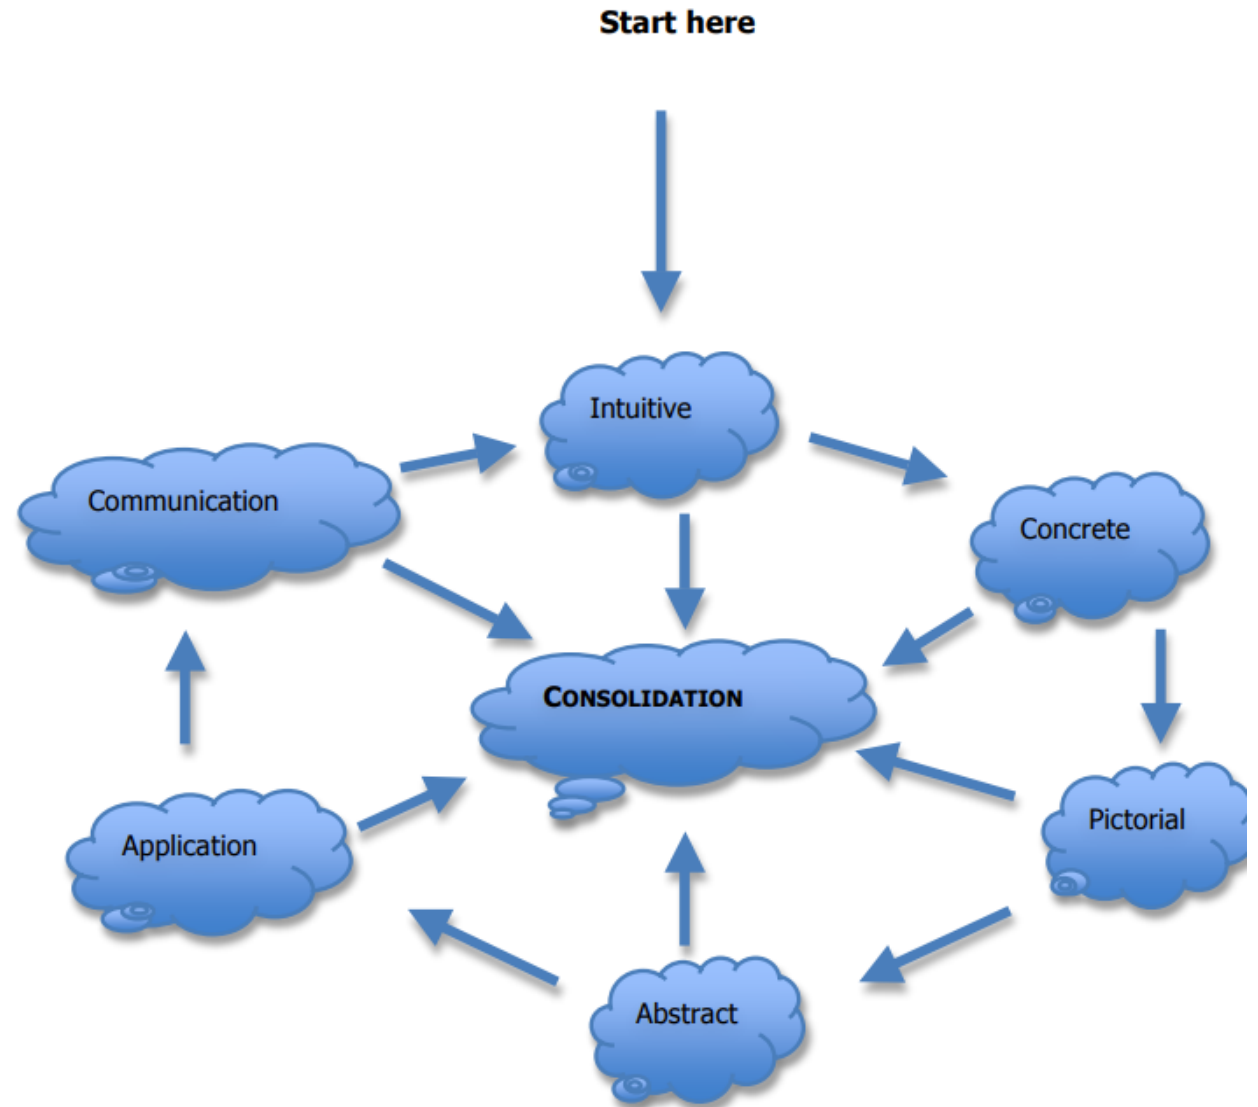 Start here
Intuitive
Communication
Concrete
CONSOLIDATION
Pictorial
Application
Abstract